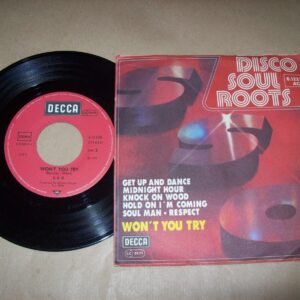 DECCA
STEREO
WON'T YOU TRY
DISCO
SOUL
ROOTS
GET UP AND DANCE
MIDNIGHT HOUR
KNOCK ON WOOD
HOLD ON I'M COMING
SOUL MAN - RESPECT
WON'T YOU TRY
DECCA